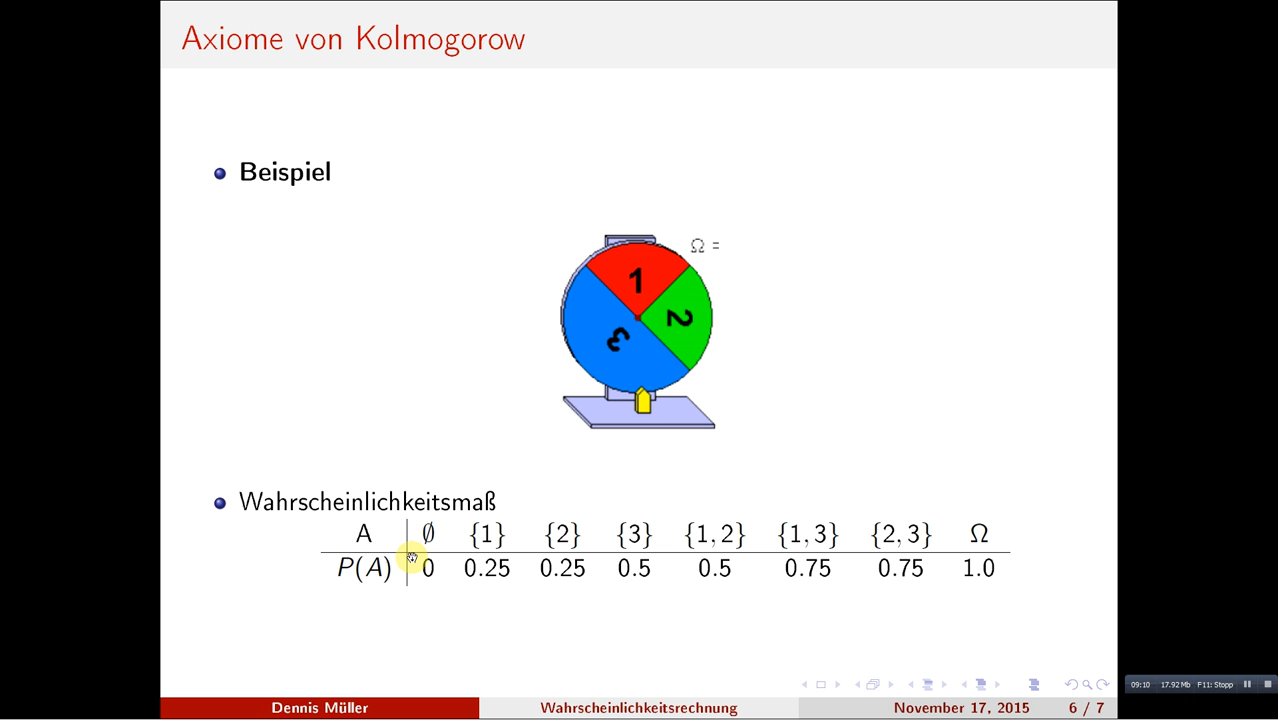 Axiome von Kolmogorow
Beispiel
Ω =
1
2
3
Wahrscheinlichkeitsmaß
A ∅ {1} {2} {3} {1, 2} {1, 3} {2, 3} Ω
P(A) 0 0.25 0.25 0.5 0.5 0.75 0.75 1.0
09:10 17.92 Mb F11: Stopp
Dennis Müller Wahrscheinlichkeitsrechnung November 17, 2015 6 / 7